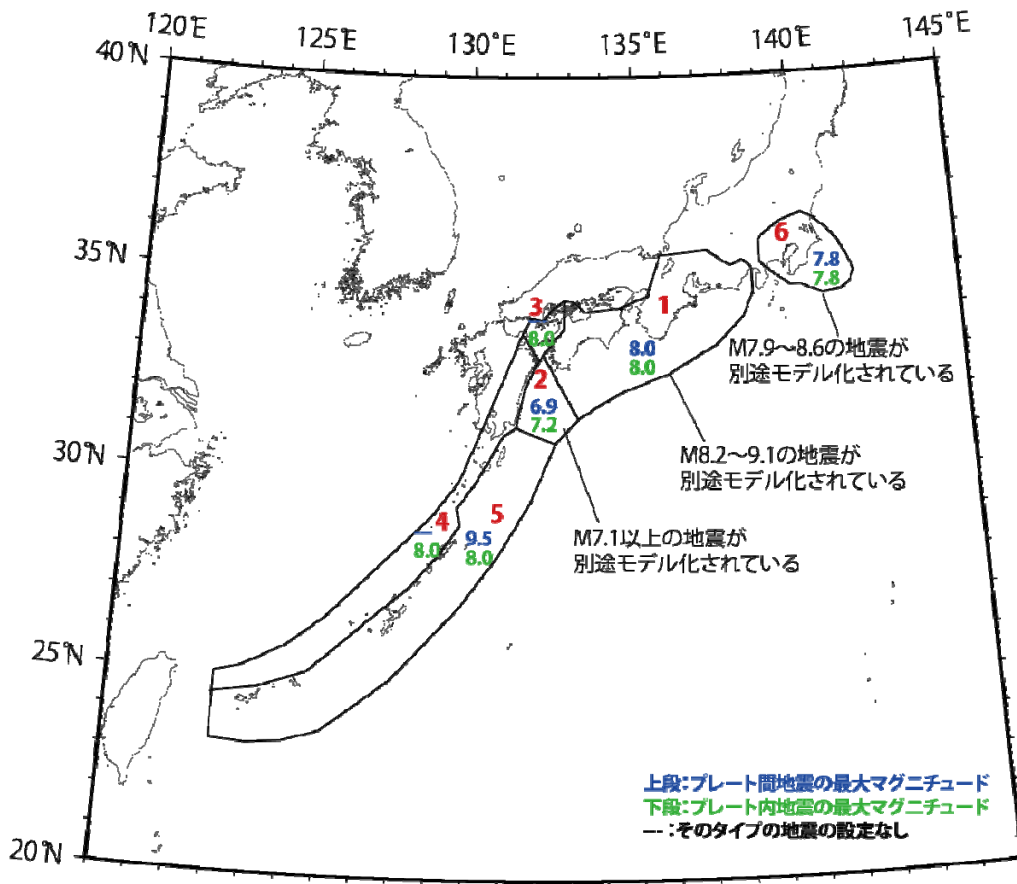 120°E
125°E
130°E
135°E
140°E
145°E
40°N
35°N
30°N
25°N
20°N
6
7.8
7.8
3
—
8.0
1
8.0
8.0
M7.9～8.6の地震が
別途モデル化されている
2
6.9
7.2
M8.2～9.1の地震が
別途モデル化されている
4
—
8.0
5
9.5
8.0
M7.1以上の地震が
別途モデル化されている
上段:プレート間地震の最大マグニチュード
下段:プレート内地震の最大マグニチュード
―:そのタイプの地震の設定なし